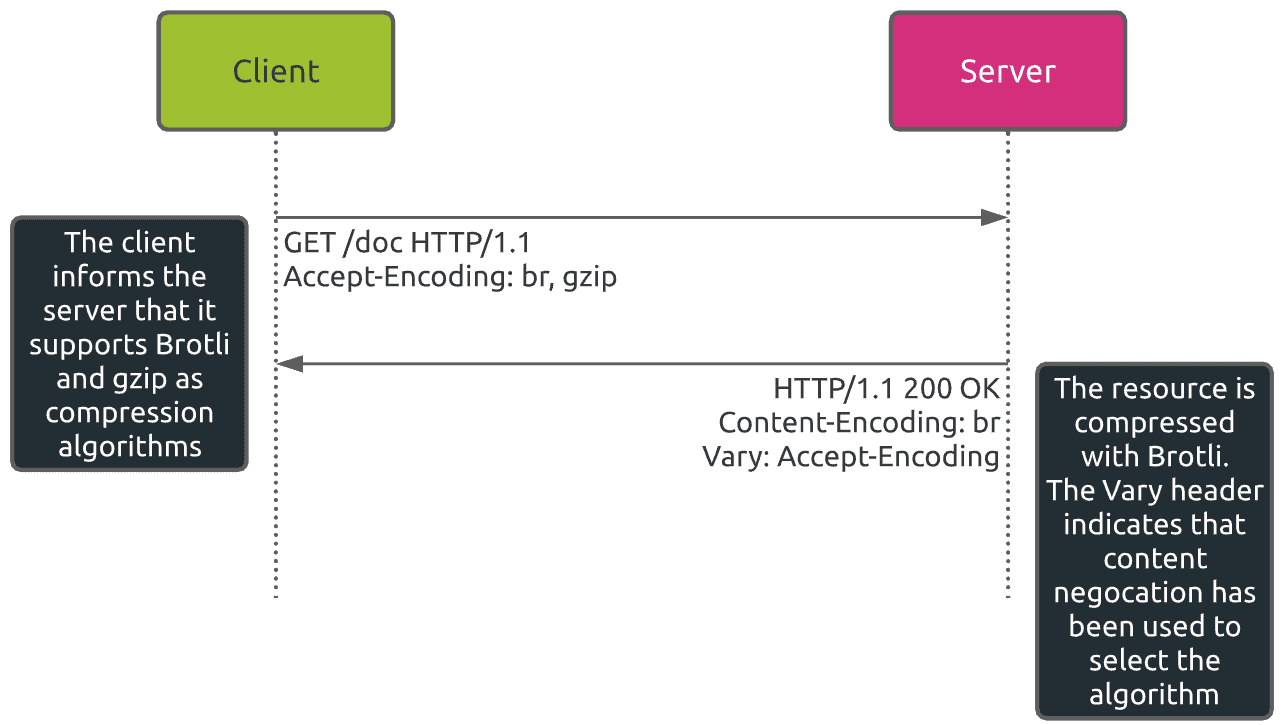 Client
Server
The client
informs the
server that it
supports Brotli
and gzip as
compression
algorithms
GET /doc HTTP/1.1
Accept-Encoding: br, gzip
HTTP/1.1 200 OK
Content-Encoding: br
Vary: Accept-Encoding
The resource is
compressed
with Brotli.
The Vary header
indicates that
content
negocation has
been used to
select the
algorithm